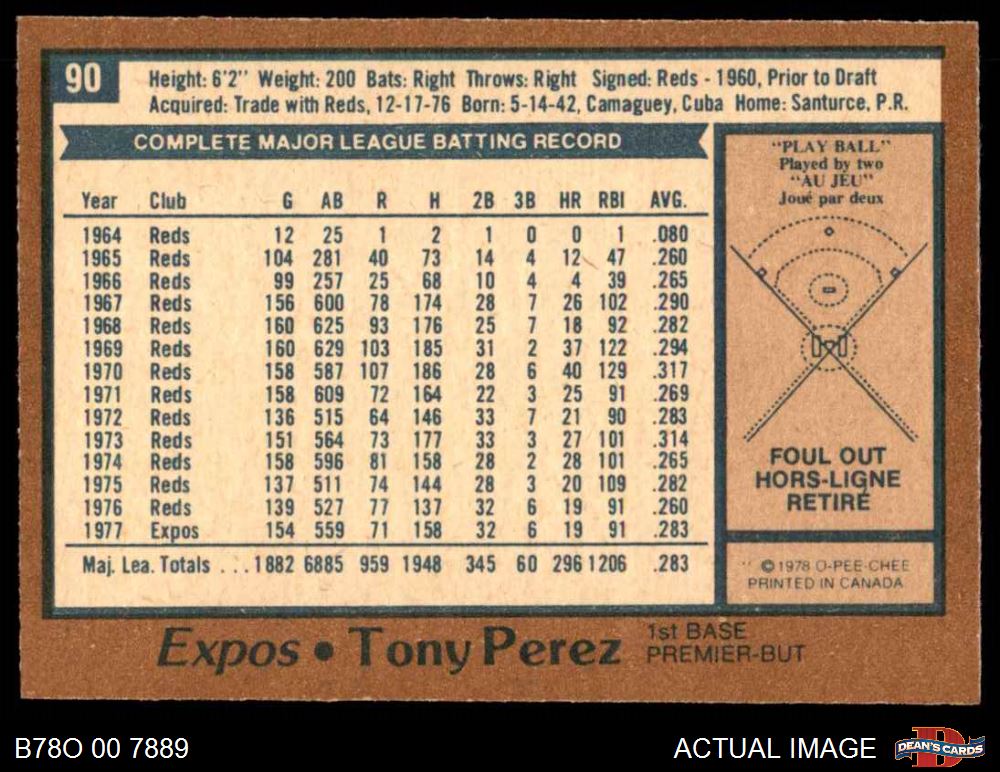 90
Height: 6'2" Weight: 200 Bats: Right Throws: Right Signed: Reds - 1960, Prior to Draft
Acquired: Trade with Reds, 12-17-76 Born: 5-14-42, Camaguey, Cuba Home: Santurce, P.R.
COMPLETE MAJOR LEAGUE BATTING RECORD
Year Club G AB R H 2B 3B HR RBI AVG.
1964 Reds 12 25 1 2 1 0 0 1 .080
1965 Reds 104 281 40 73 14 4 12 47 .260
1966 Reds 99 257 25 68 10 4 4 39 .265
1967 Reds 156 600 78 174 28 7 26 102 .290
1968 Reds 160 625 93 176 25 7 18 92 .282
1969 Reds 160 629 103 185 31 2 37 122 .294
1970 Reds 158 587 107 186 28 6 40 129 .317
1971 Reds 158 609 72 164 22 3 25 91 .269
1972 Reds 136 515 64 146 33 7 21 90 .283
1973 Reds 151 564 73 177 33 3 27 101 .314
1974 Reds 158 596 81 158 28 2 28 101 .265
1975 Reds 137 511 74 144 28 3 20 109 .282
1976 Reds 139 527 77 137 32 6 19 91 .260
1977 Expos 154 559 71 158 32 6 19 91 .283
Maj. Lea. Totals ... 1882 6885 959 1948 345 60 296 1206 .283
"PLAY BALL"
Played by two
"AU JEU"
Joué par deux
FOUL OUT
HORS-LIGNE
RETIRÉ
©1978 O-PEE-CHEE
PRINTED IN CANADA
Expos • Tony Perez
1st BASE
PREMIER-BUT
B78O 00 7889
ACTUAL IMAGE
D
DEAN'S CARDS